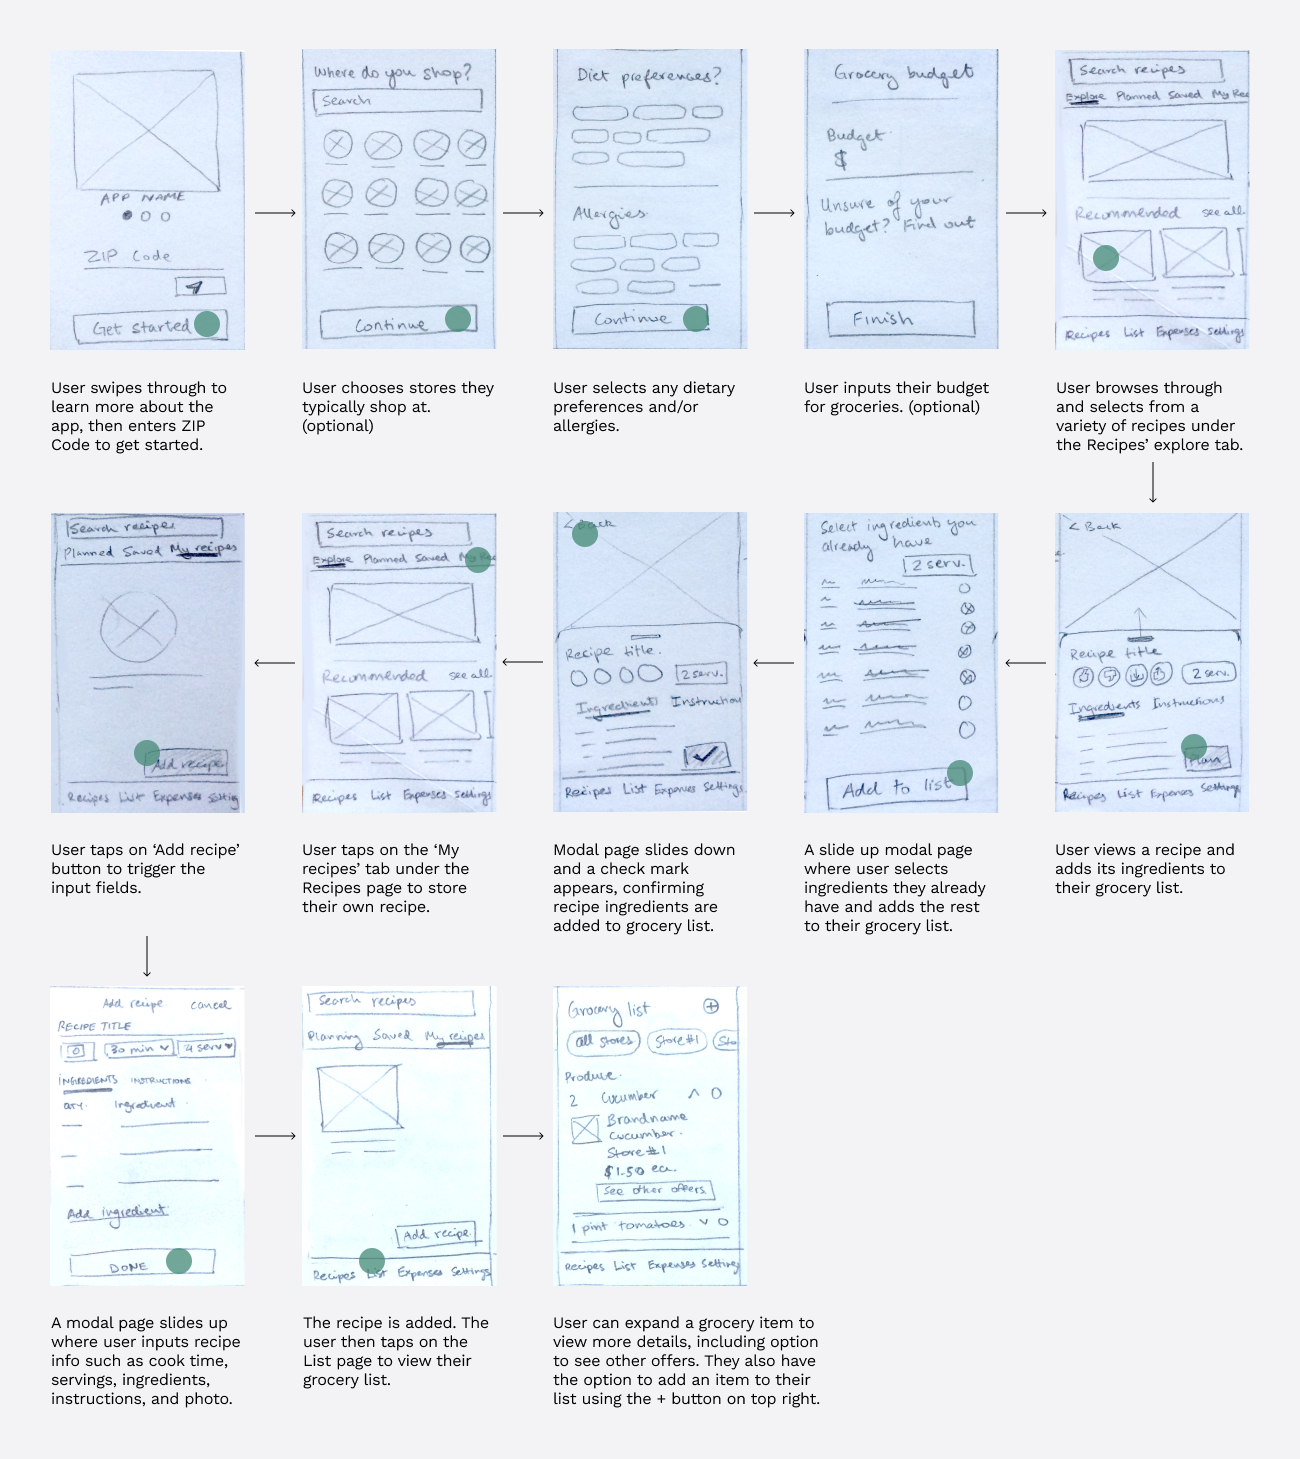 APP NAME
ZIP Code
Get started
Where do you shop?
Search
Continue
Diet preferences?
Allergies
Continue
Grocery budget
Budget
$
Unsure of your
budget? Find out
Finish
Search recipes
Explore Planned Saved My Rec
Recommended see all
Recipes List Expenses Settings
User swipes through to
learn more about the
app, then enters ZIP
Code to get started.
User chooses stores they
typically shop at.
(optional)
User selects any dietary
preferences and/or
allergies.
User inputs their budget
for groceries. (optional)
User browses through
and selects from a
variety of recipes under
the Recipes’ explore tab.
< Back
Recipe title
2 serv.
Ingredients Instructions
Plan
Recipes List Expenses Settings
Select ingredients you
already have
2 serv.
Add to list
< Back
Recipe title.
2 serv.
Ingredients Instruction
Recipes List Expenses Settings
Search recipes
Explore Planned Saved My Rec
Recommended see all
Recipes List Expenses Settings
Search recipes
Planned Saved My recipes
Add recipe
Recipes List Expenses Setting
User views a recipe and
adds its ingredients to
their grocery list.
A slide up modal page
where user selects
ingredients they already
have and adds the rest
to their grocery list.
Modal page slides down
and a check mark
appears, confirming
recipe ingredients are
added to grocery list.
User taps on the ‘My
recipes’ tab under the
Recipes page to store
their own recipe.
User taps on ‘Add recipe’
button to trigger the
input fields.
Add recipe cancel
RECIPE TITLE
30 min 4 serv
INGREDIENTS INSTRUCTIONS
QTY. Ingredient
Add ingredient
DONE
Search recipes
Planning Saved My recipes
Add recipe
Recipes List Expenses Settings
Grocery list +
All stores Store #1 Sto
Produce
2 Cucumber
Brandname
Cucumber
Store #1
$1.50 ea.
See other offers
1 pint tomatoes
Recipes List Expenses Setting
A modal page slides up
where user inputs recipe
info such as cook time,
servings, ingredients,
instructions, and photo.
The recipe is added. The
user then taps on the
List page to view their
grocery list.
User can expand a grocery item to
view more details, including option
to see other offers. They also have
the option to add an item to their
list using the + button on top right.